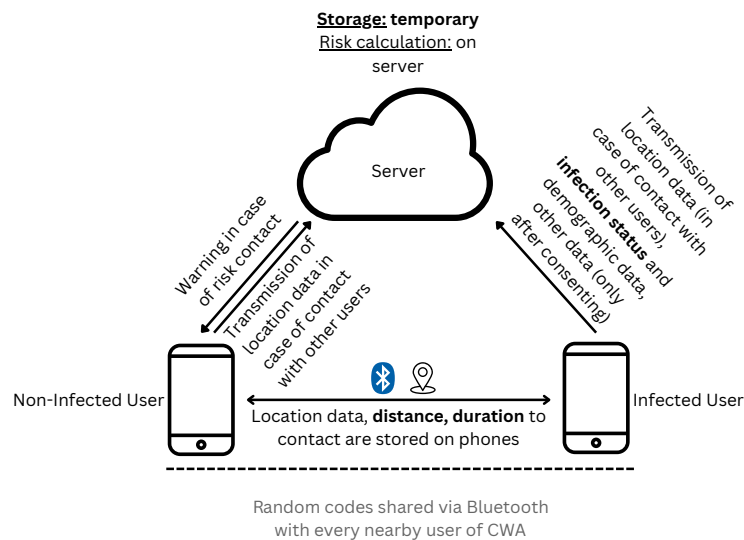 Storage: temporary
Risk calculation: on
server
Server
Warning in case
of risk contact
Transmission of
location data in
case of contact
with other users
Transmission of
location data (in
case of contact with
other users),
infection status and
demographic data,
other data (only
after consenting)
Non-Infected User
Infected User
Location data, distance, duration to
contact are stored on phones
Random codes shared via Bluetooth
with every nearby user of CWA